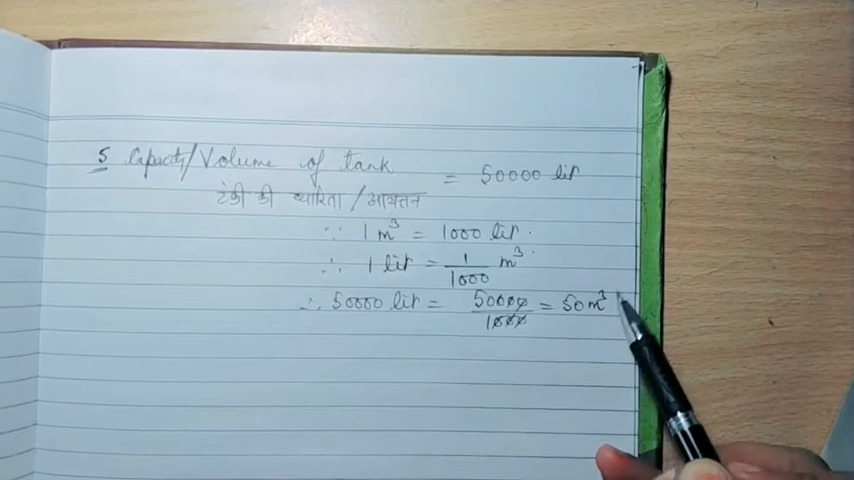 5 Capacity/Volume of tank = 50000 lit
टंकी की धारिता/आयतन
∵ 1 m³ = 1000 lit.
∴ 1 lit = 1/1000 m³
∴ 50000 lit = 50000/1000 = 50 m³